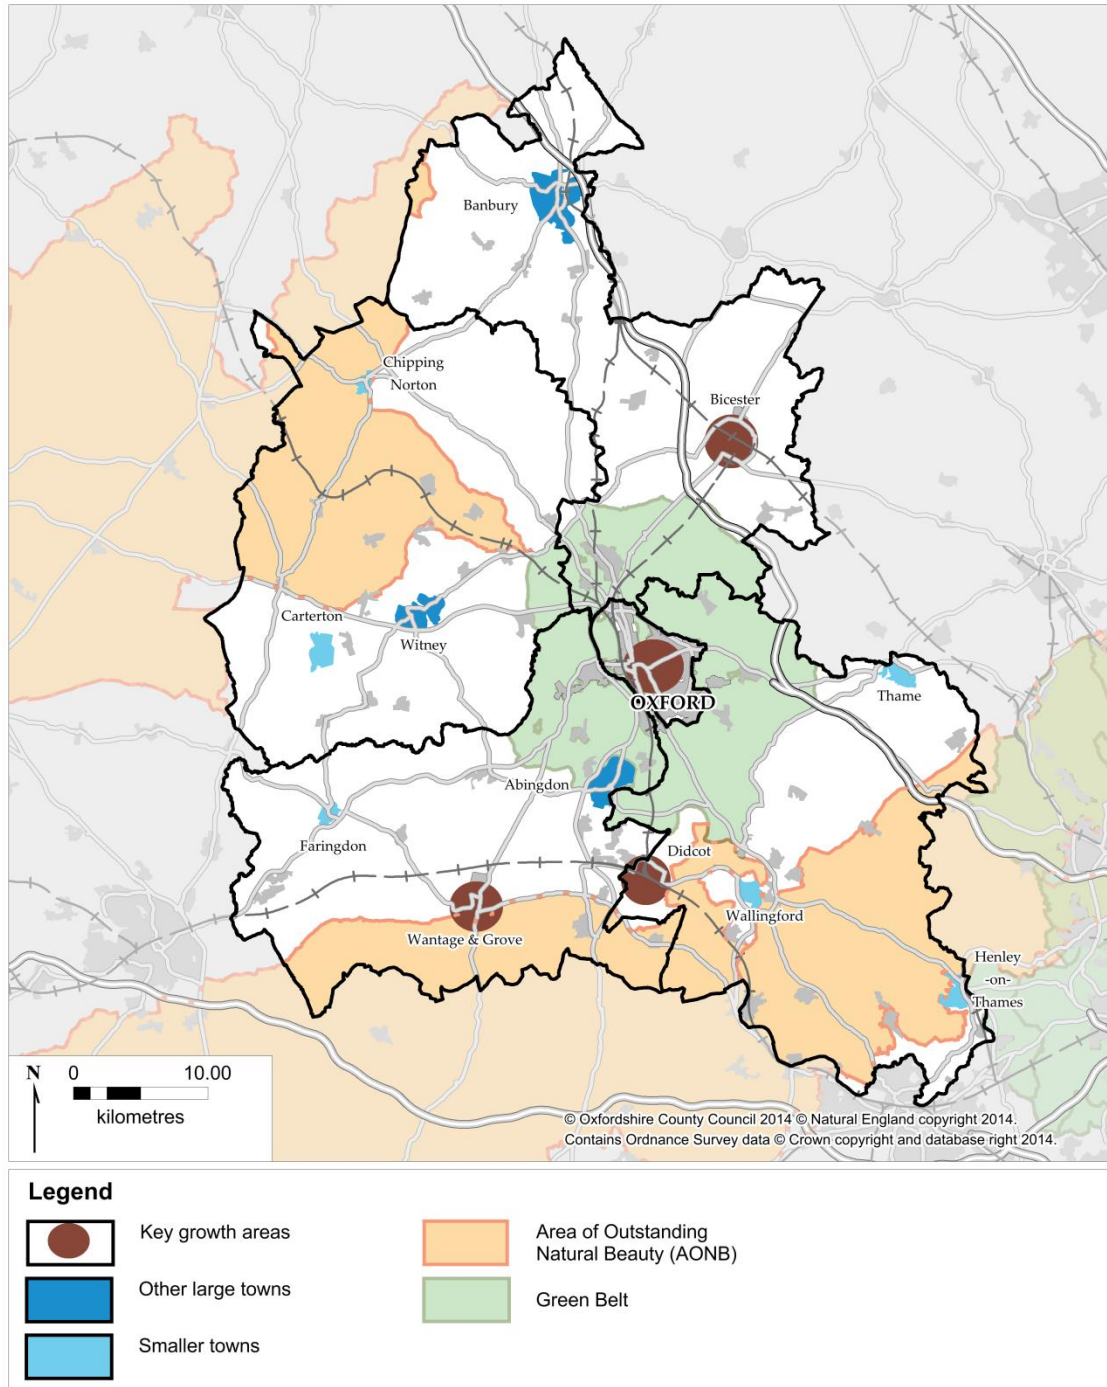 Banbury
Chipping
Norton
Bicester
Carterton
Witney
OXFORD
Thame
Abingdon
Faringdon
Didcot
Wallingford
Wantage & Grove
Henley
-on-
Thames
N
0 10.00
kilometres
© Oxfordshire County Council 2014 © Natural England copyright 2014.
Contains Ordnance Survey data © Crown copyright and database right 2014.
Legend
Key growth areas
Other large towns
Smaller towns
Area of Outstanding
Natural Beauty (AONB)
Green Belt